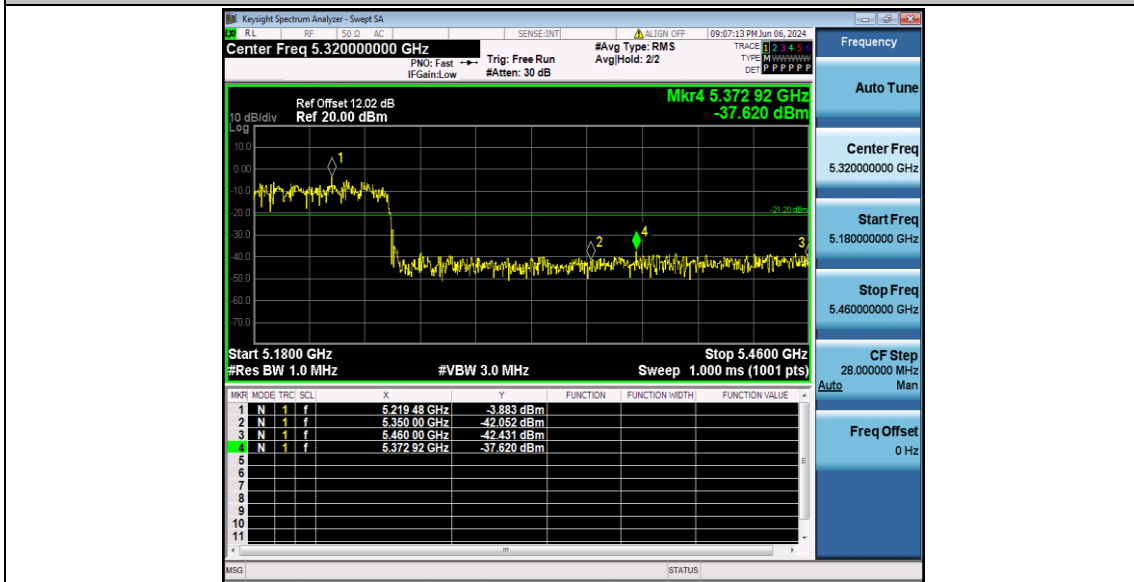 Keysight Spectrum Analyzer - Swept SA
RL RF 50 Ω AC SENSE:INT ALIGN OFF 09:07:13 PM Jun 06, 2024
Center Freq 5.320000000 GHz #Avg Type: RMS TRACE 1 2 3 4 5 6
PNO: Fast Trig: Free Run Avg|Hold: 2/2 TYPE M W W W W W
IFGain:Low #Atten: 30 dB DET P P P P P P
Frequency
Mkr4 5.372 92 GHz
-37.620 dBm
Ref Offset 12.02 dB
10 dB/div Ref 20.00 dBm
Log
10.0
0.00
-10.0
-20.0
-30.0
-40.0
-50.0
-60.0
-70.0
1
-21.20 dBm
2
4
3
Start 5.1800 GHz Stop 5.4600 GHz
#Res BW 1.0 MHz #VBW 3.0 MHz Sweep 1.000 ms (1001 pts)
MKR MODE TRC SCL X Y FUNCTION FUNCTION WIDTH FUNCTION VALUE
1 N 1 f 5.219 48 GHz -3.883 dBm
2 N 1 f 5.350 00 GHz -42.052 dBm
3 N 1 f 5.460 00 GHz -42.431 dBm
4 N 1 f 5.372 92 GHz -37.620 dBm
5
6
7
8
9
10
11
MSG STATUS
Auto Tune
Center Freq
5.320000000 GHz
Start Freq
5.180000000 GHz
Stop Freq
5.460000000 GHz
CF Step
28.000000 MHz
Auto Man
Freq Offset
0 Hz